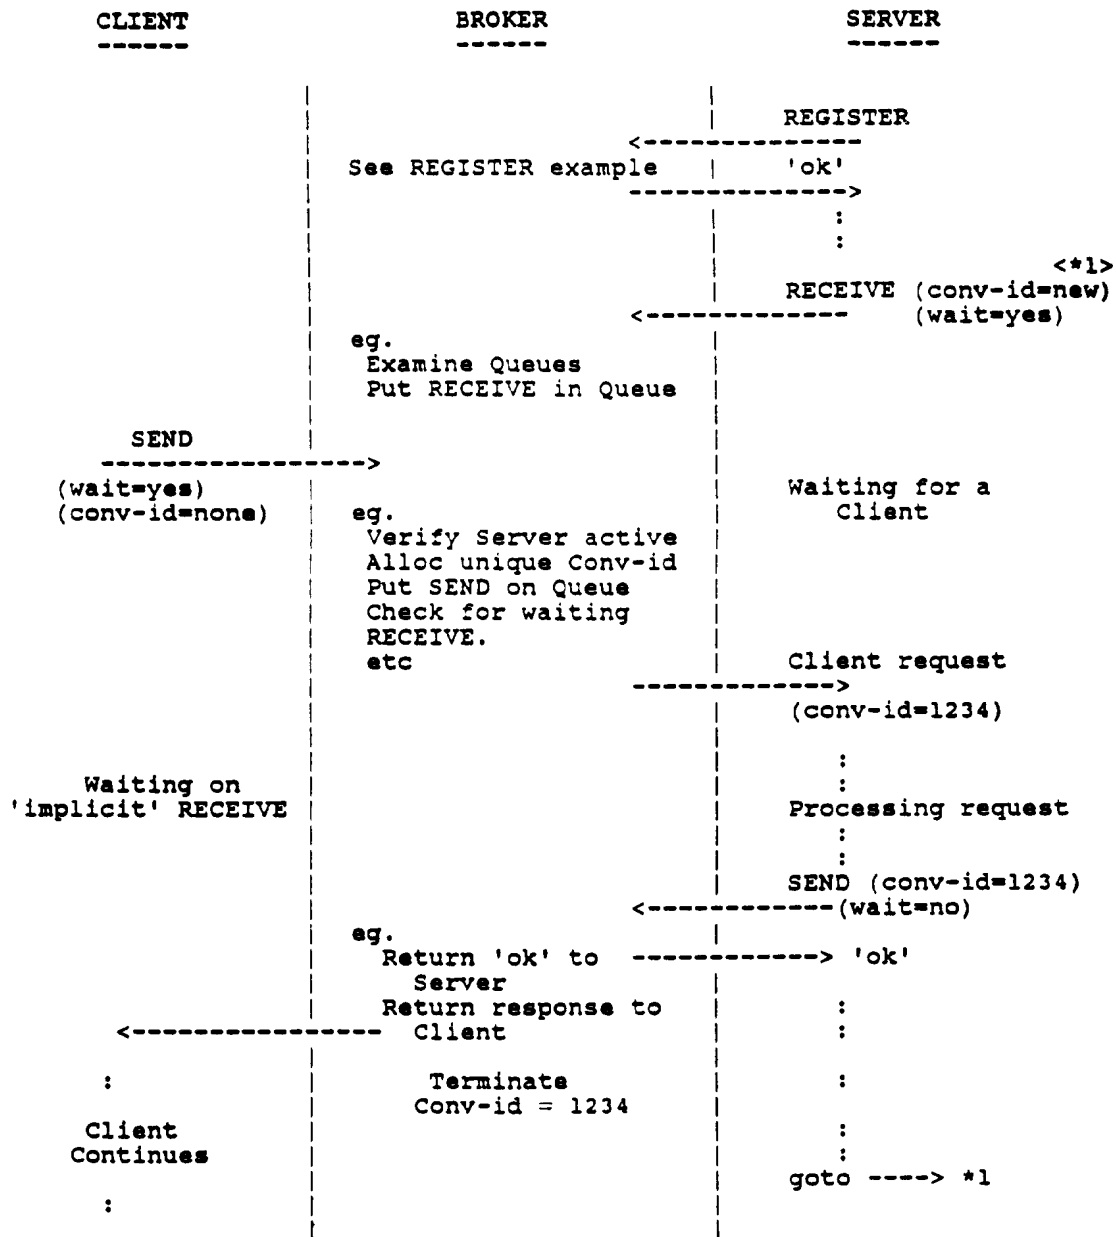 CLIENT BROKER SERVER
------ ------ ------
REGISTER
<---------------
See REGISTER example 'ok'
-------------->
:
:
<*1>
RECEIVE (conv-id=new)
<------------- (wait=yes)
eg.
Examine Queues
Put RECEIVE in Queue
SEND
----------------->
(wait=yes) Waiting for a
(conv-id=none) eg. Client
Verify Server active
Alloc unique Conv-id
Put SEND on Queue
Check for waiting
RECEIVE.
etc Client request
------------->
(conv-id=1234)
:
Waiting on :
'implicit' RECEIVE Processing request
:
:
SEND (conv-id=1234)
<------------(wait=no)
eg.
Return 'ok' to ------------> 'ok'
Server
Return response to :
<---------------- Client :
: Terminate :
Conv-id = 1234
Client :
Continues :
goto ----> *1
: